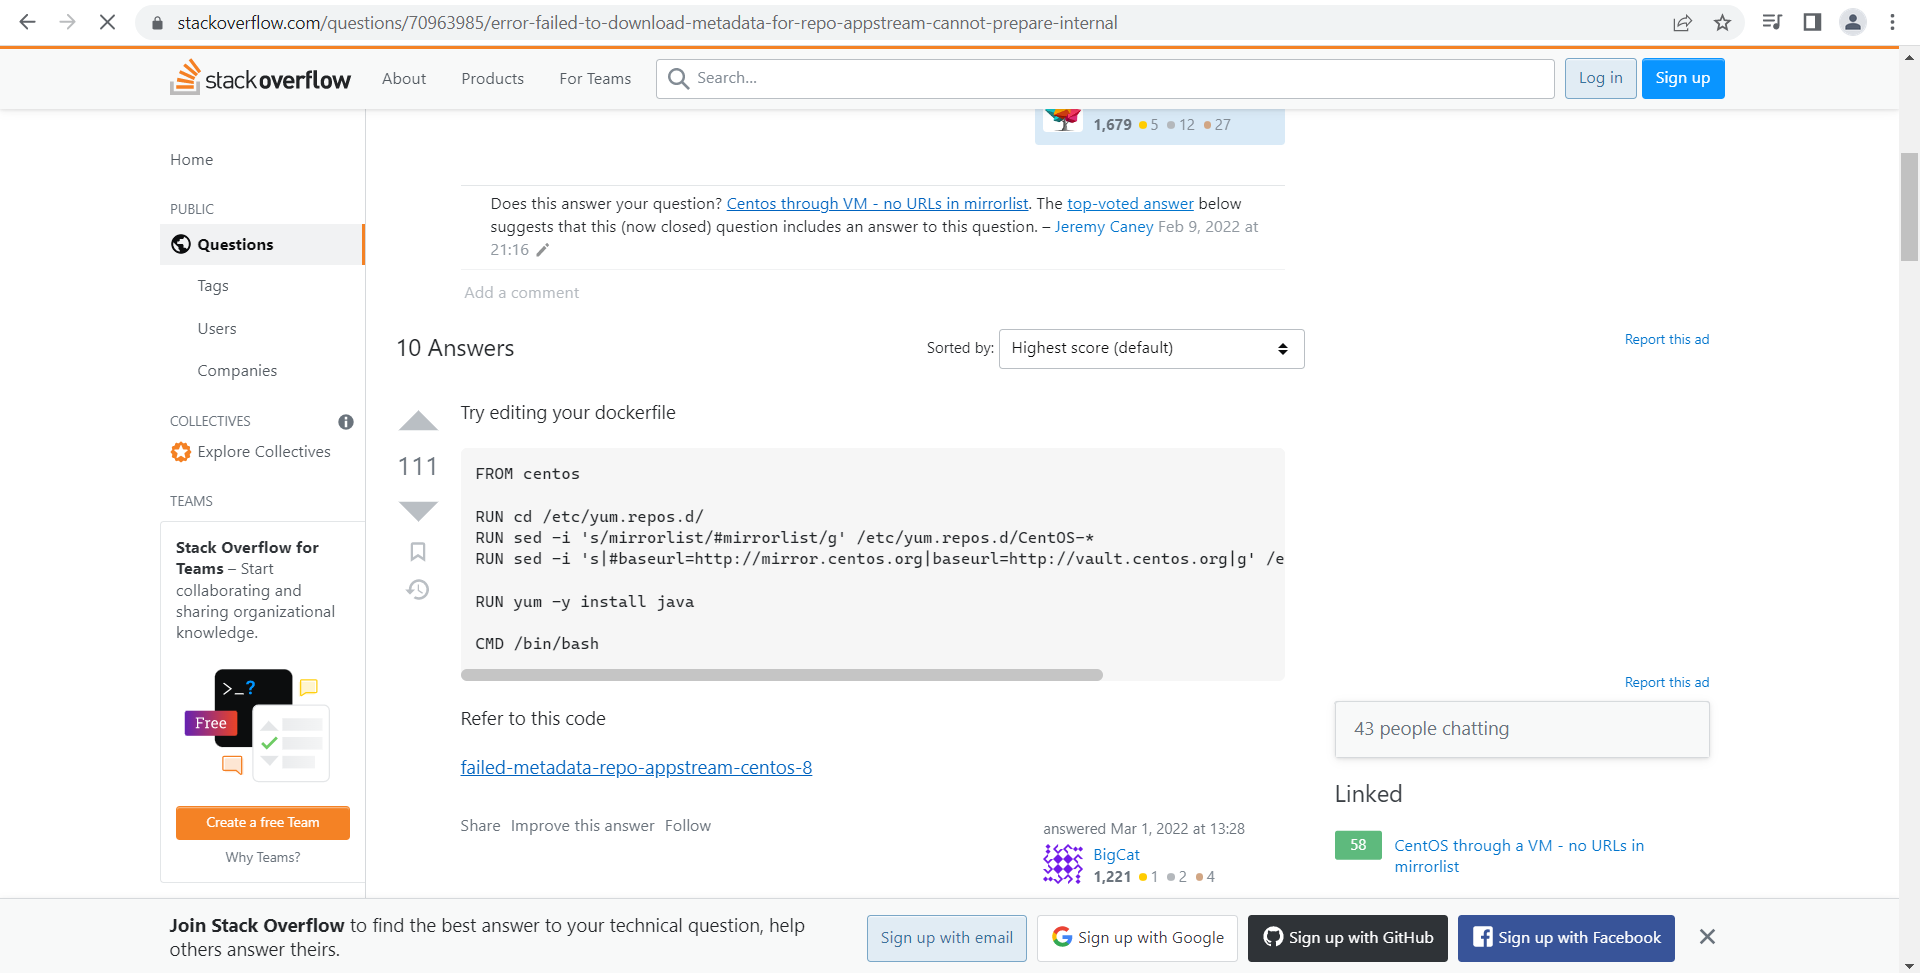 stackoverflow.com/questions/70963985/error-failed-to-download-metadata-for-repo-appstream-cannot-prepare-internal
stack overflow
About
Products
For Teams
Search...
Log in
Sign up
1,679 5 12 27
Home
PUBLIC
Questions
Tags
Users
Companies
COLLECTIVES
Explore Collectives
TEAMS
Stack Overflow for
Teams – Start
collaborating and
sharing organizational
knowledge.
>_?
Free
Create a free Team
Why Teams?
Does this answer your question? Centos through VM - no URLs in mirrorlist. The top-voted answer below
suggests that this (now closed) question includes an answer to this question. – Jeremy Caney Feb 9, 2022 at
21:16
Add a comment
10 Answers
Sorted by:
Highest score (default)
111
Try editing your dockerfile
FROM centos
RUN cd /etc/yum.repos.d/
RUN sed -i 's/mirrorlist/#mirrorlist/g' /etc/yum.repos.d/CentOS-*
RUN sed -i 's|#baseurl=http://mirror.centos.org|baseurl=http://vault.centos.org|g' /e
RUN yum -y install java
CMD /bin/bash
Refer to this code
failed-metadata-repo-appstream-centos-8
Share Improve this answer Follow
answered Mar 1, 2022 at 13:28
BigCat
1,221 1 2 4
Report this ad
Report this ad
43 people chatting
Linked
58
CentOS through a VM - no URLs in
mirrorlist
Join Stack Overflow to find the best answer to your technical question, help
others answer theirs.
Sign up with email
Sign up with Google
Sign up with GitHub
Sign up with Facebook